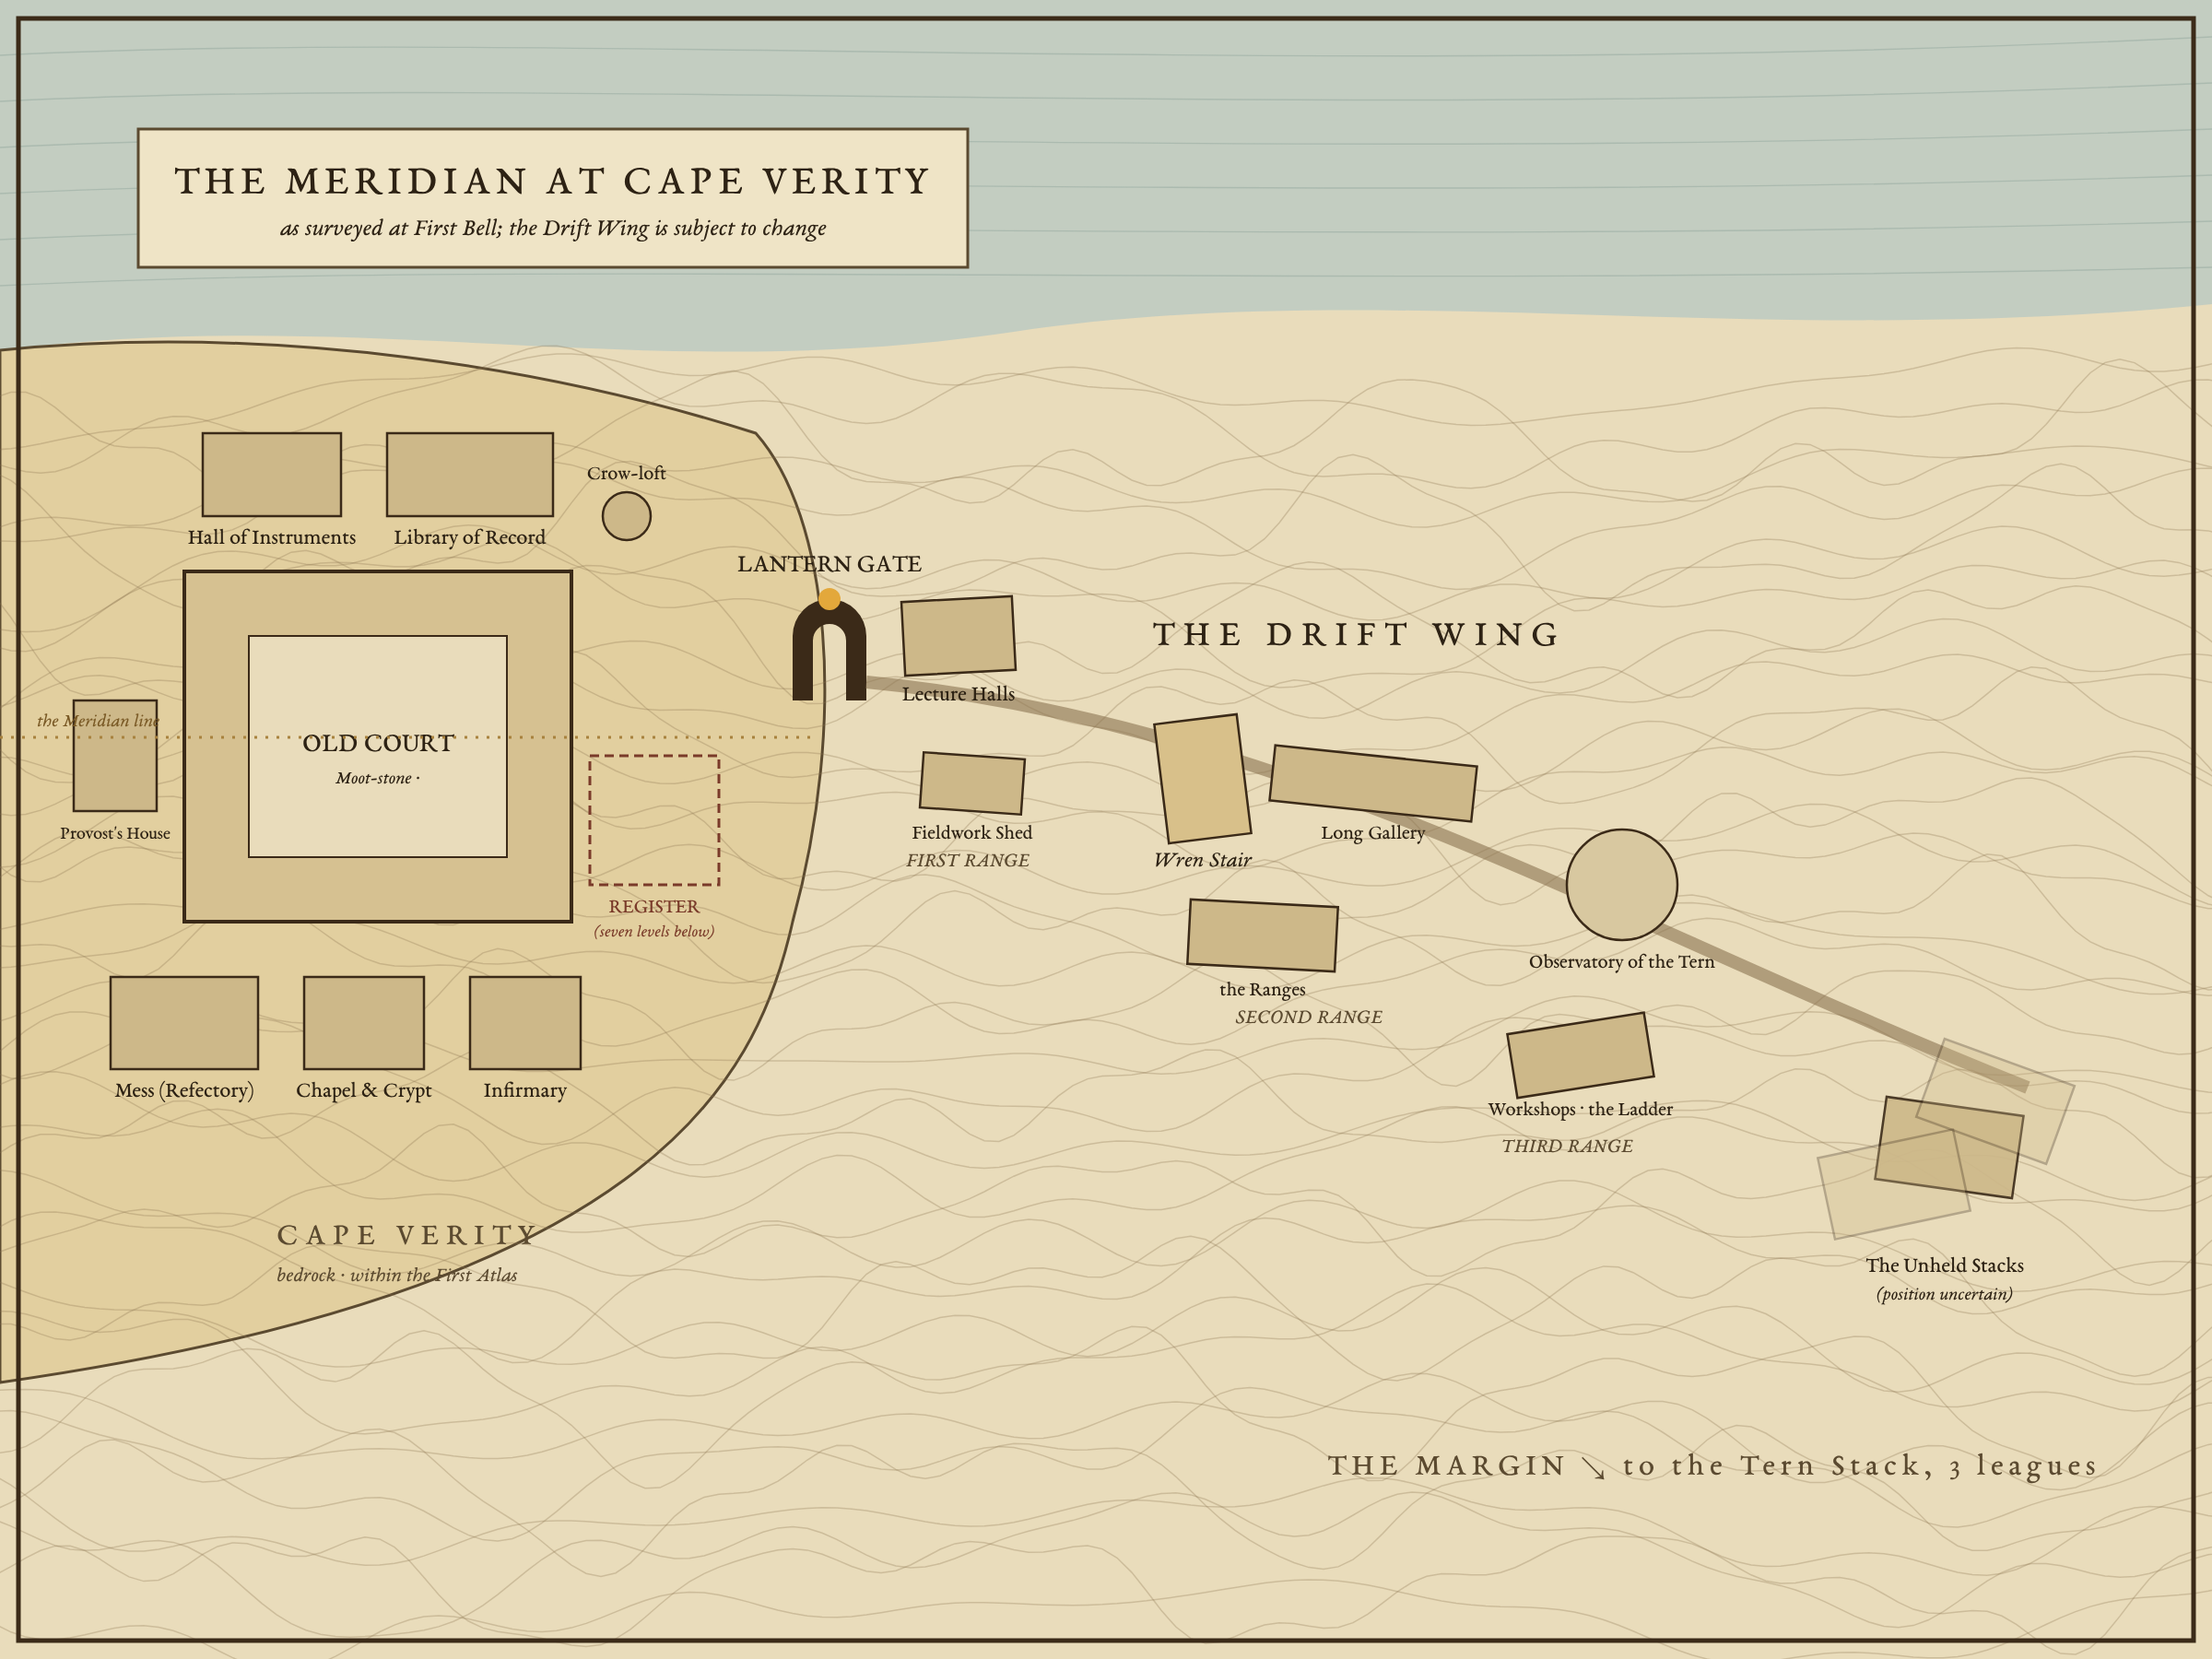 THE MERIDIAN AT CAPE VERITY
as surveyed at First Bell; the Drift Wing is subject to change
Crow-loft
Hall of Instruments
Library of Record
LANTERN GATE
THE DRIFT WING
Lecture Halls
the Meridian line
OLD COURT
Moot-stone ·
Provost's House
Fieldwork Shed
FIRST RANGE
Wren Stair
Long Gallery
REGISTER
(seven levels below)
Observatory of the Tern
the Ranges
SECOND RANGE
Mess (Refectory)
Chapel & Crypt
Infirmary
Workshops · the Ladder
THIRD RANGE
CAPE VERITY
bedrock · within the First Atlas
The Unheld Stacks
(position uncertain)
THE MARGIN ↘ to the Tern Stack, 3 leagues